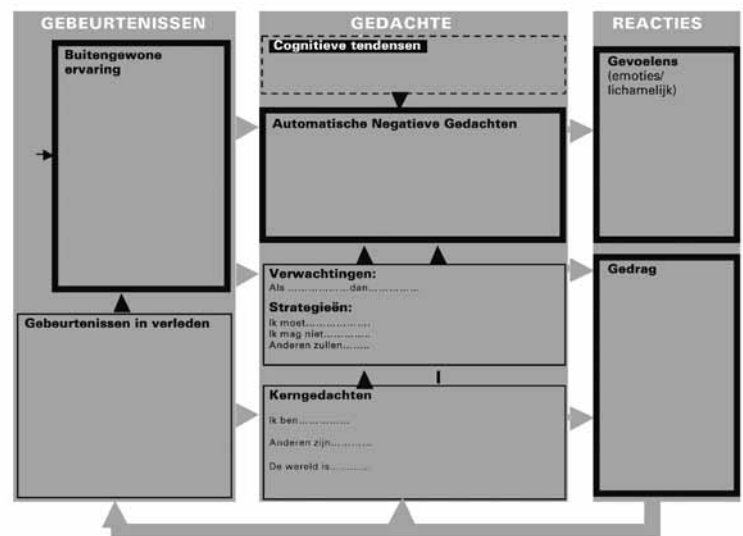 GEBEURTENISSEN
Buitengewone
ervaring
Gebeurtenissen in verleden
GEDACHTE
Cognitieve tendensen
Automatische Negatieve Gedachten
Verwachtingen:
Als ………………dan……………
Strategieën:
Ik moet……………….
Ik mag niet…………..
Anderen zullen……..
Kerngedachten
Ik ben……………
Anderen zijn…………
De wereld is…………
REACTIES
Gevoelens
(emoties/
lichamelijk)
Gedrag